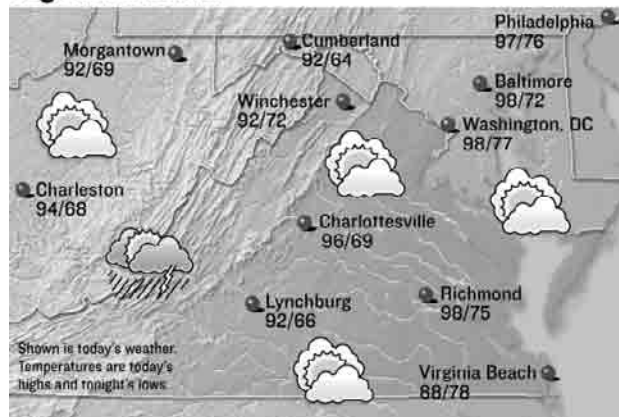 Philadelphia
97/76
Morgantown
92/69
Cumberland
92/64
Baltimore
98/72
Winchester
92/72
Washington, DC
98/77
Charleston
94/68
Charlottesville
96/69
Lynchburg
92/66
Richmond
98/75
Shown is today's weather.
Temperatures are today's
highs and tonight's lows.
Virginia Beach
88/78